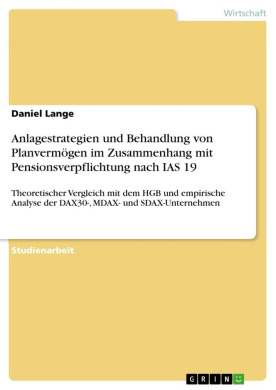 Wirtschaft
Daniel Lange
Anlagestrategien und Behandlung von
Planvermögen im Zusammenhang mit
Pensionsverpflichtung nach IAS 19
Theoretischer Vergleich mit dem HGB und empirische
Analyse der DAX30-, MDAX- und SDAX-Unternehmen
Studienarbeit
GRIN